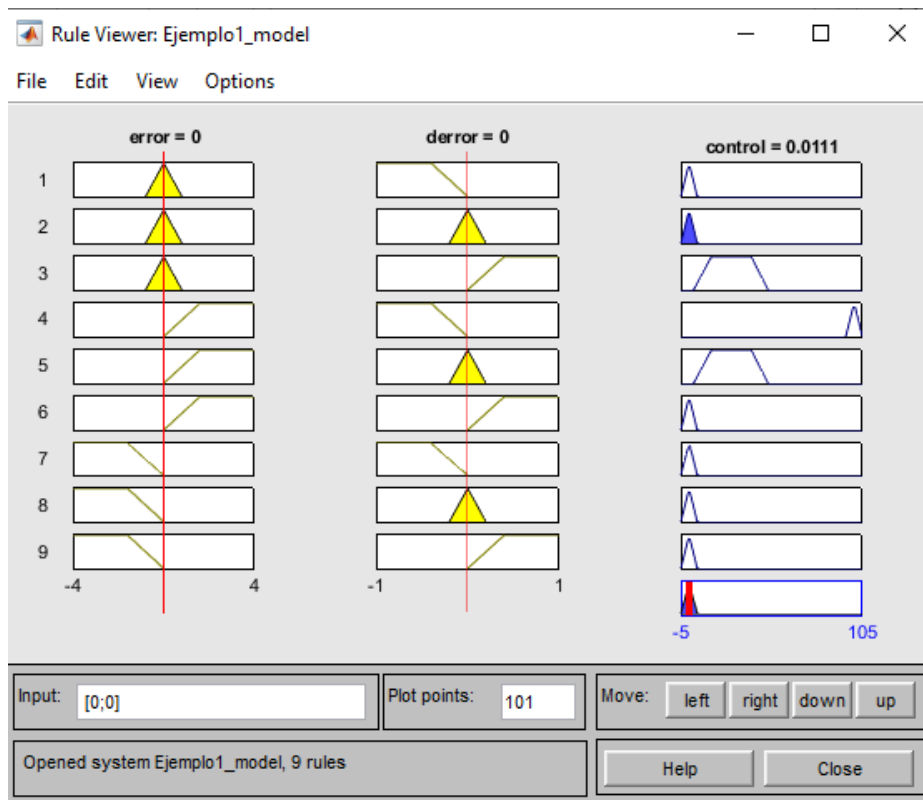 Rule Viewer: Ejemplo1_model
File Edit View Options
error = 0 derror = 0 control = 0.0111
1
2
3
4
5
6
7
8
9
-4 4 -1 1
-5 105
Input: [0;0] Plot points: 101 Move: left right down up
Opened system Ejemplo1_model, 9 rules Help Close